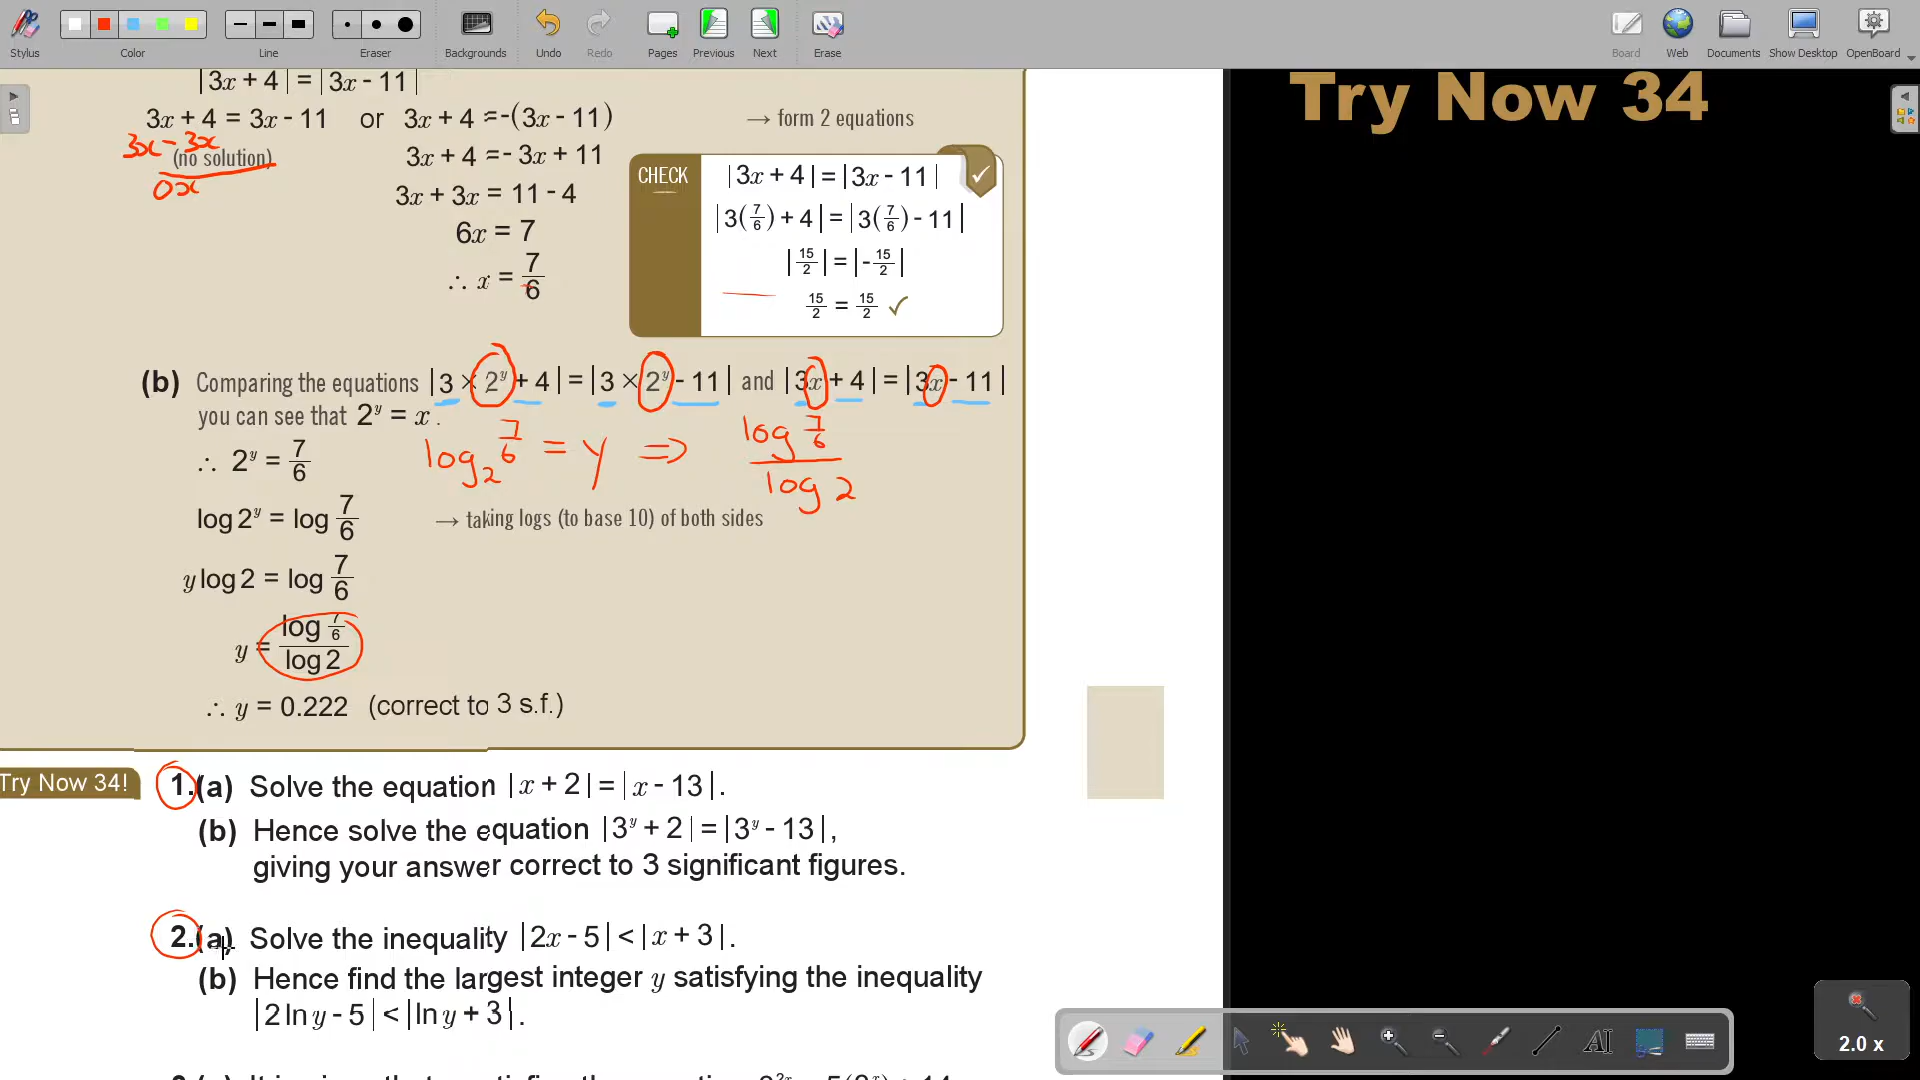 Stylus Color Line Eraser Backgrounds Undo Redo Pages Previous Next Erase Board Web Documents Show Desktop OpenBoard
Try Now 34
|3x + 4| = |3x - 11|
3x + 4 = 3x - 11 or 3x + 4 = -(3x - 11) → form 2 equations
3x - 3x
(no solution)
0x
3x + 4 = - 3x + 11
3x + 3x = 11 - 4
6x = 7
∴ x = 7/6
CHECK
|3x + 4| = |3x - 11|
|3(7/6) + 4| = |3(7/6) - 11|
|15/2| = |-15/2|
15/2 = 15/2 ✓
(b) Comparing the equations |3 × 2^y + 4| = |3 × 2^y - 11| and |3x + 4| = |3x - 11|
you can see that 2^y = x.
∴ 2^y = 7/6
log₂ 7/6 = y ⇒ log 7/6 / log 2
log 2^y = log 7/6 → taking logs (to base 10) of both sides
y log 2 = log 7/6
y = log 7/6 / log 2
∴ y = 0.222 (correct to 3 s.f.)
Try Now 34!
1.(a) Solve the equation |x + 2| = |x - 13|.
(b) Hence solve the equation |3^y + 2| = |3^y - 13|,
giving your answer correct to 3 significant figures.
2.(a) Solve the inequality |2x - 5| < |x + 3|.
(b) Hence find the largest integer y satisfying the inequality
|2 ln y - 5| < |ln y + 3|.
2.0 x